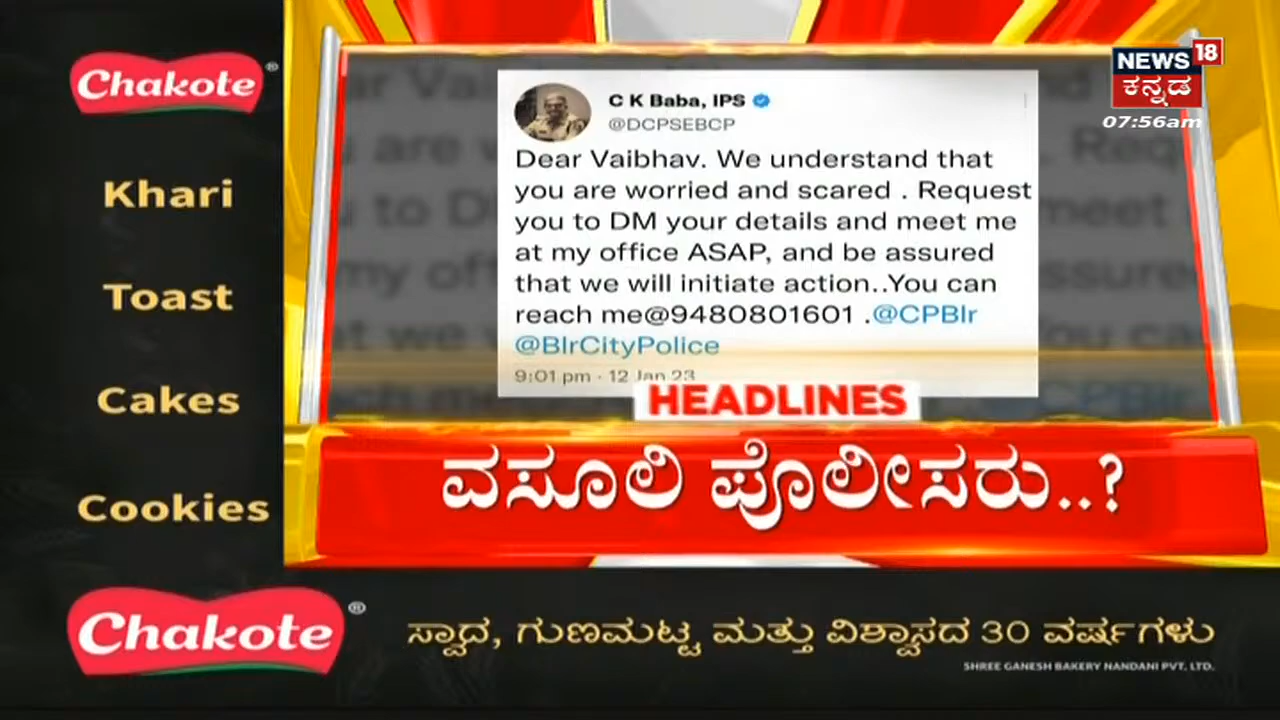 Chakote®
Khari
Toast
Cakes
Cookies
NEWS 18
ಕನ್ನಡ
07:56am
C K Baba, IPS
@DCPSEBCP
Dear Vaibhav. We understand that
you are worried and scared . Request
you to DM your details and meet me
at my office ASAP, and be assured
that we will initiate action..You can
reach me@9480801601 .@CPBlr
@BlrCityPolice
9:01 pm · 12 Jan 23
HEADLINES
ವಸೂಲಿ ಪೊಲೀಸರು..?
Chakote®
ಸ್ವಾದ, ಗುಣಮಟ್ಟ ಮತ್ತು ವಿಶ್ವಾಸದ 30 ವರ್ಷಗಳು
SHREE GANESH BAKERY NANDANI PVT. LTD.